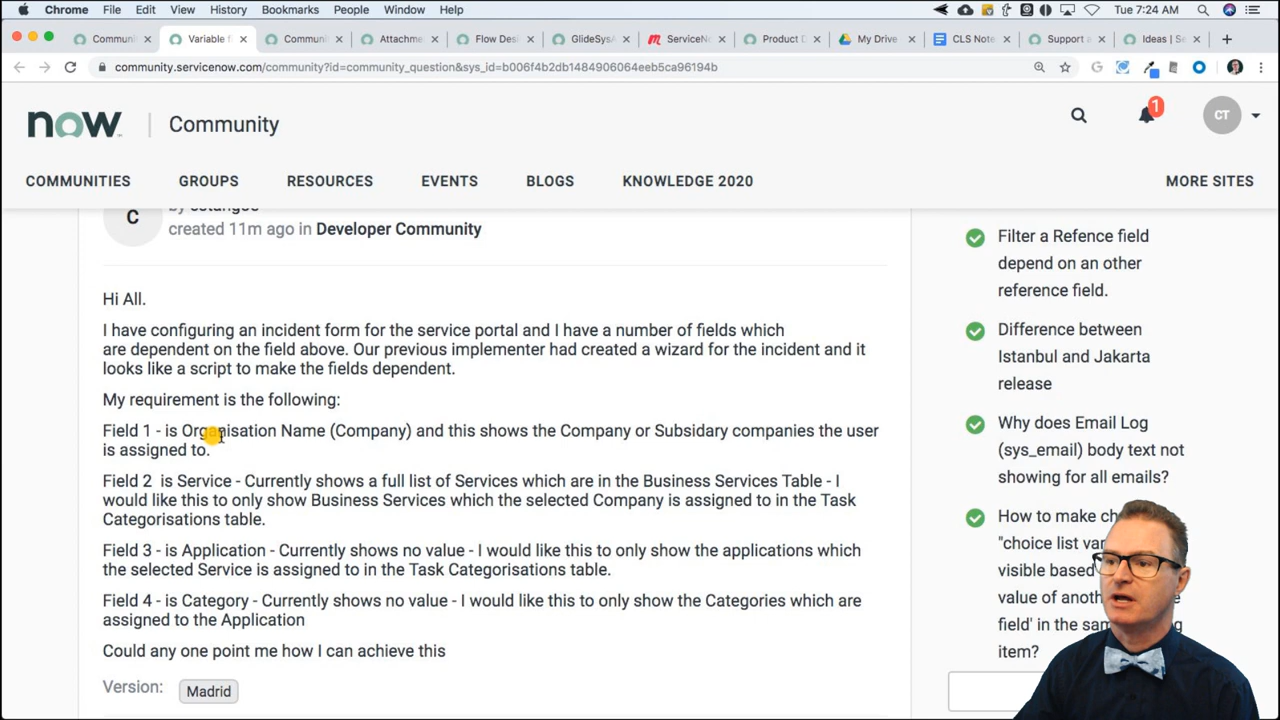 Chrome File Edit View History Bookmarks People Window Help Tue 7:24 AM
Communi Variable f Communi Attachme Flow Desi GlideSysA ServiceNo Product D My Drive CLS Note Support a Ideas | Se
community.servicenow.com/community?id=community_question&sys_id=b006f4b2db1484906064eeb5ca96194b
now Community
1
CT
COMMUNITIES GROUPS RESOURCES EVENTS BLOGS KNOWLEDGE 2020 MORE SITES
C
by
created 11m ago in Developer Community
Hi All.
I have configuring an incident form for the service portal and I have a number of fields which
are dependent on the field above. Our previous implementer had created a wizard for the incident and it
looks like a script to make the fields dependent.
My requirement is the following:
Field 1 - is Organisation Name (Company) and this shows the Company or Subsidary companies the user
is assigned to.
Field 2 is Service - Currently shows a full list of Services which are in the Business Services Table - I
would like this to only show Business Services which the selected Company is assigned to in the Task
Categorisations table.
Field 3 - is Application - Currently shows no value - I would like this to only show the applications which
the selected Service is assigned to in the Task Categorisations table.
Field 4 - is Category - Currently shows no value - I would like this to only show the Categories which are
assigned to the Application
Could any one point me how I can achieve this
Version: Madrid
Filter a Refence field
depend on an other
reference field.
Difference between
Istanbul and Jakarta
release
Why does Email Log
(sys_email) body text not
showing for all emails?
How to make ch
"choice list var
visible based
value of anoth e
field' in the sam g
item?